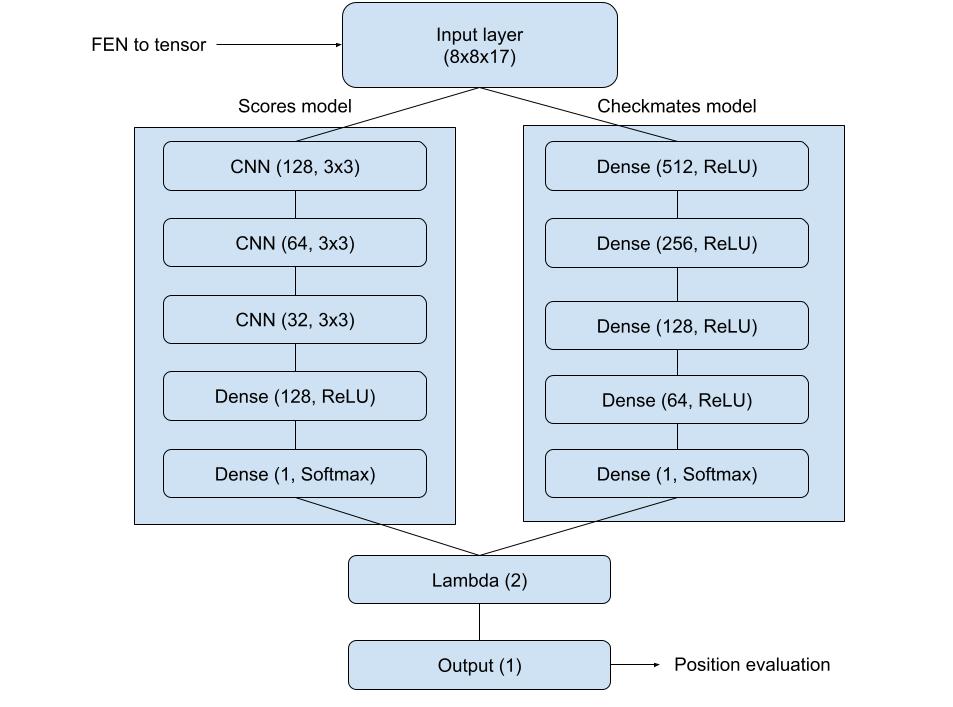 FEN to tensor
Input layer
(8x8x17)
Scores model
CNN (128, 3x3)
CNN (64, 3x3)
CNN (32, 3x3)
Dense (128, ReLU)
Dense (1, Softmax)
Checkmates model
Dense (512, ReLU)
Dense (256, ReLU)
Dense (128, ReLU)
Dense (64, ReLU)
Dense (1, Softmax)
Lambda (2)
Output (1)
Position evaluation